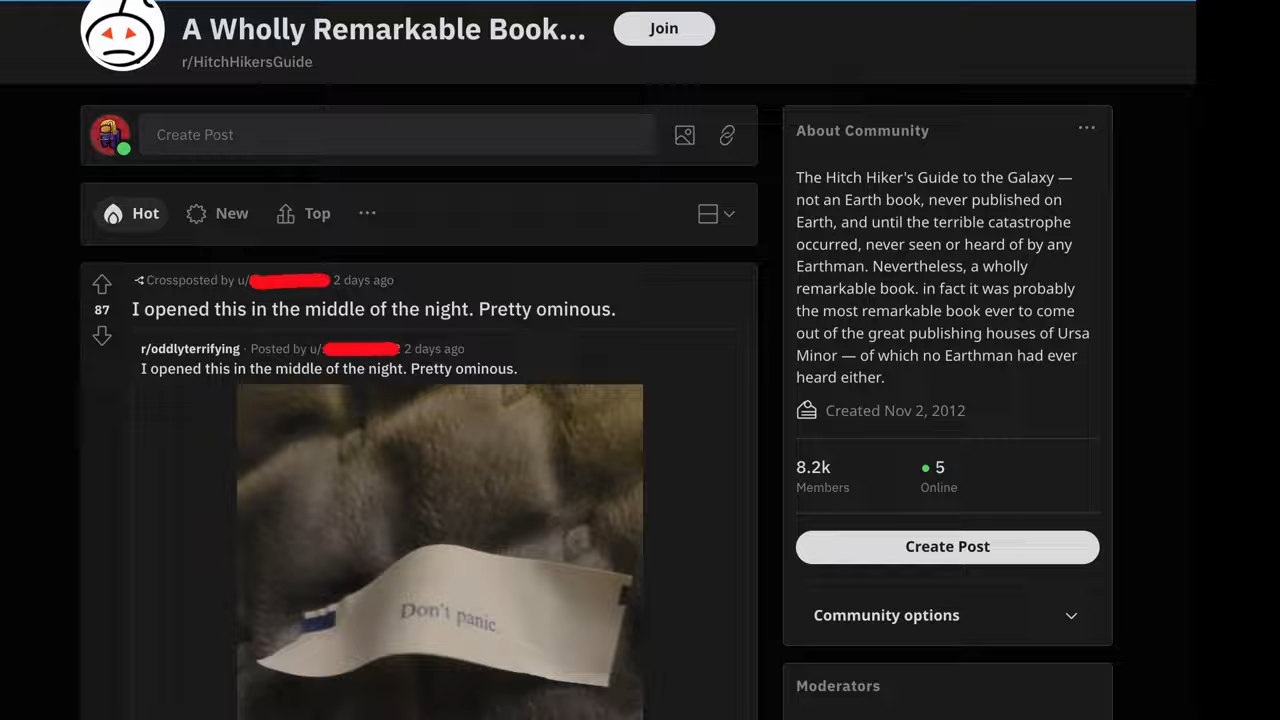 A Wholly Remarkable Book...
Join
r/HitchHikersGuide
Create Post
Hot
New
Top
Crossposted by u/ 2 days ago
87
I opened this in the middle of the night. Pretty ominous.
r/oddlyterrifying · Posted by u/ 2 days ago
I opened this in the middle of the night. Pretty ominous.
Don't panic.
About Community
The Hitch Hiker's Guide to the Galaxy —
not an Earth book, never published on
Earth, and until the terrible catastrophe
occurred, never seen or heard of by any
Earthman. Nevertheless, a wholly
remarkable book. in fact it was probably
the most remarkable book ever to come
out of the great publishing houses of Ursa
Minor — of which no Earthman had ever
heard either.
Created Nov 2, 2012
8.2k
Members
5
Online
Create Post
Community options
Moderators